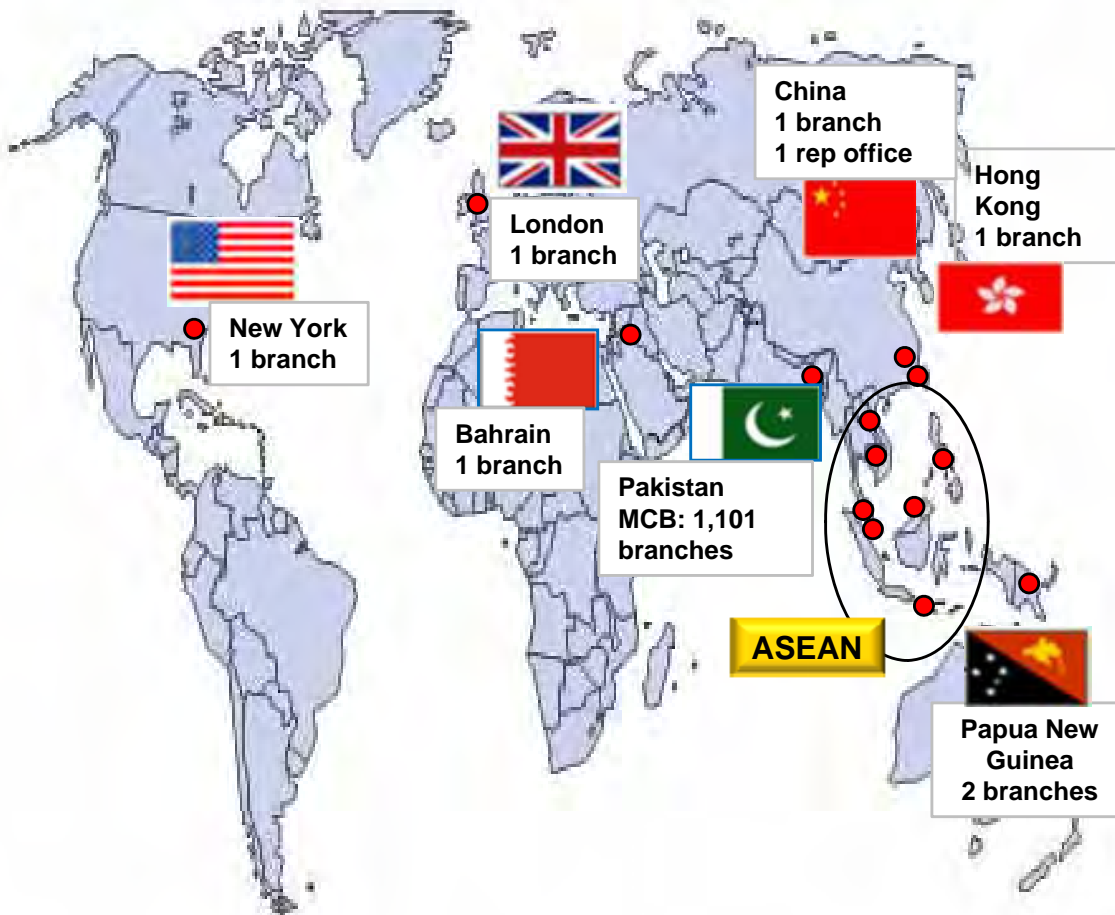 China
1 branch
1 rep office
Hong
Kong
1 branch
London
1 branch
New York
1 branch
Bahrain
1 branch
Pakistan
MCB: 1,101
branches
ASEAN
Papua New
Guinea
2 branches